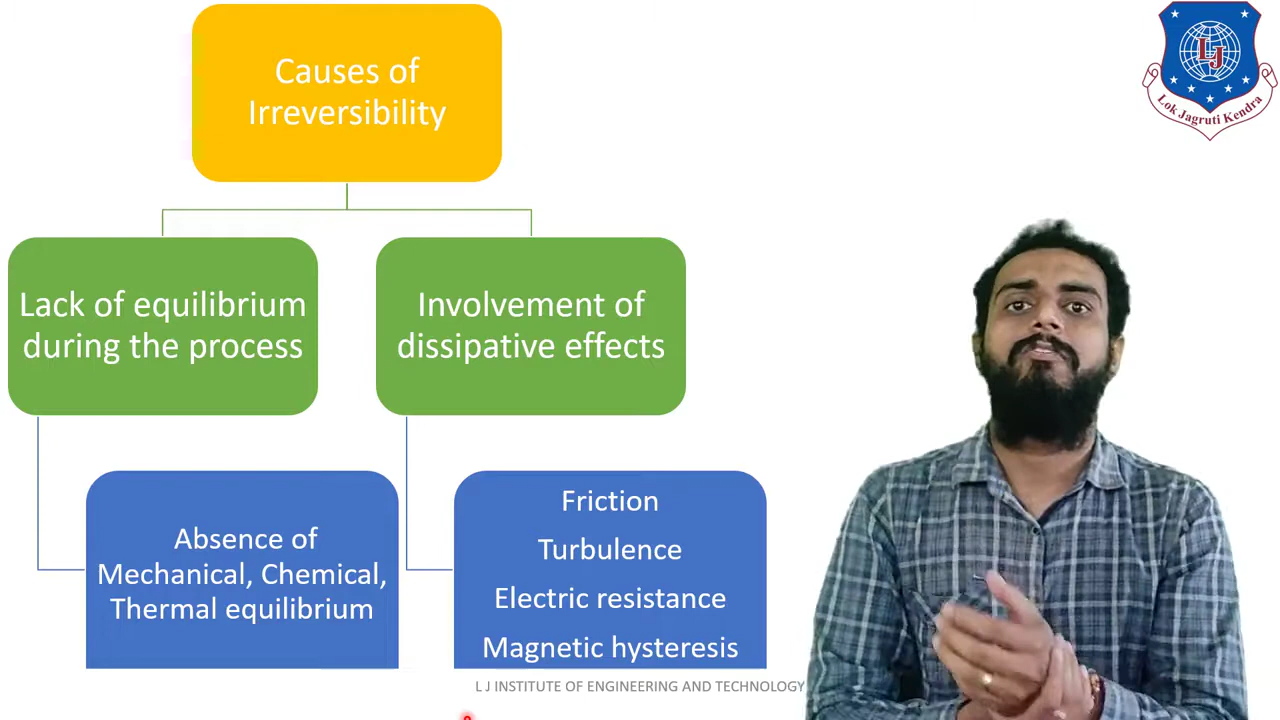 Causes of
Irreversibility
Lack of equilibrium
during the process
Involvement of
dissipative effects
Absence of
Mechanical, Chemical,
Thermal equilibrium
Friction
Turbulence
Electric resistance
Magnetic hysteresis
L J INSTITUTE OF ENGINEERING AND TECHNOLOGY
LJ
Lok Jagruti Kendra